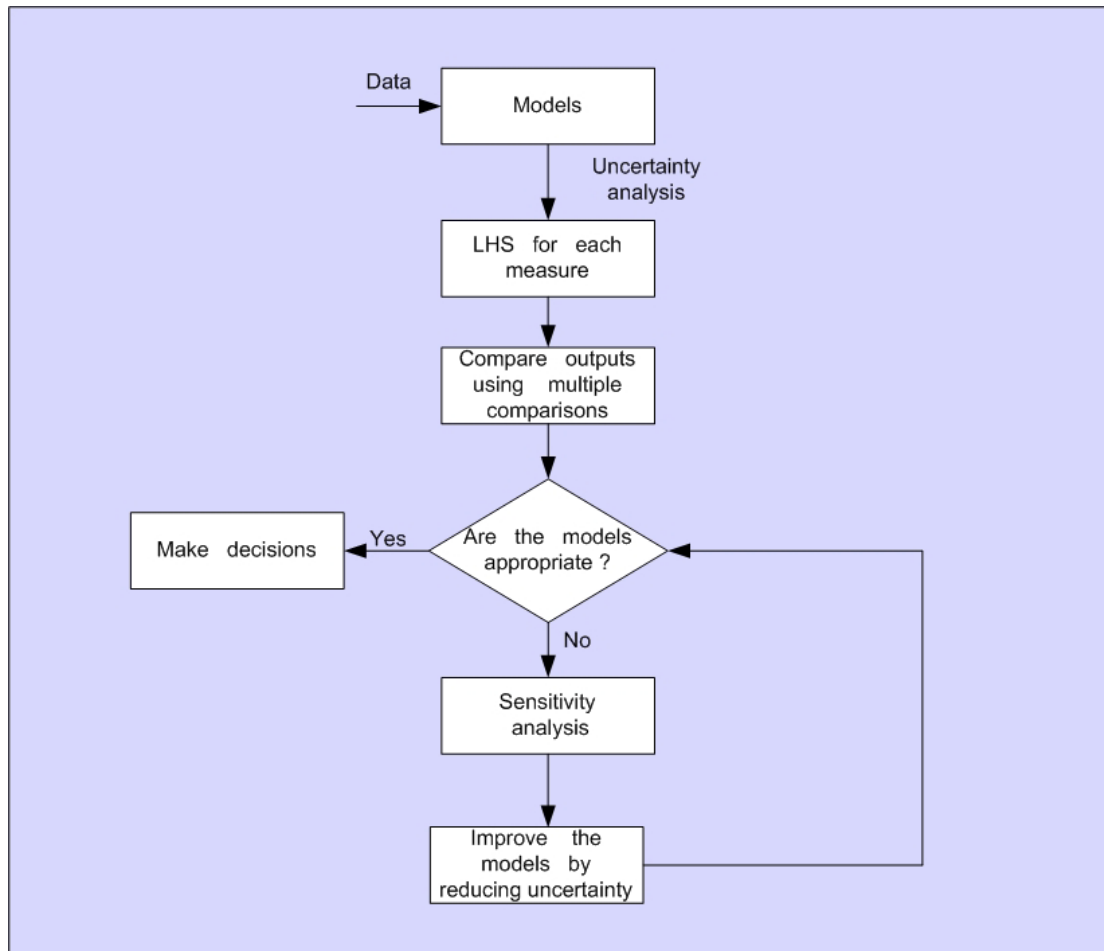 Data
Models
Uncertainty
analysis
LHS for each
measure
Compare outputs
using multiple
comparisons
Make decisions
Yes
Are the models
appropriate ?
No
Sensitivity
analysis
Improve the
models by
reducing uncertainty